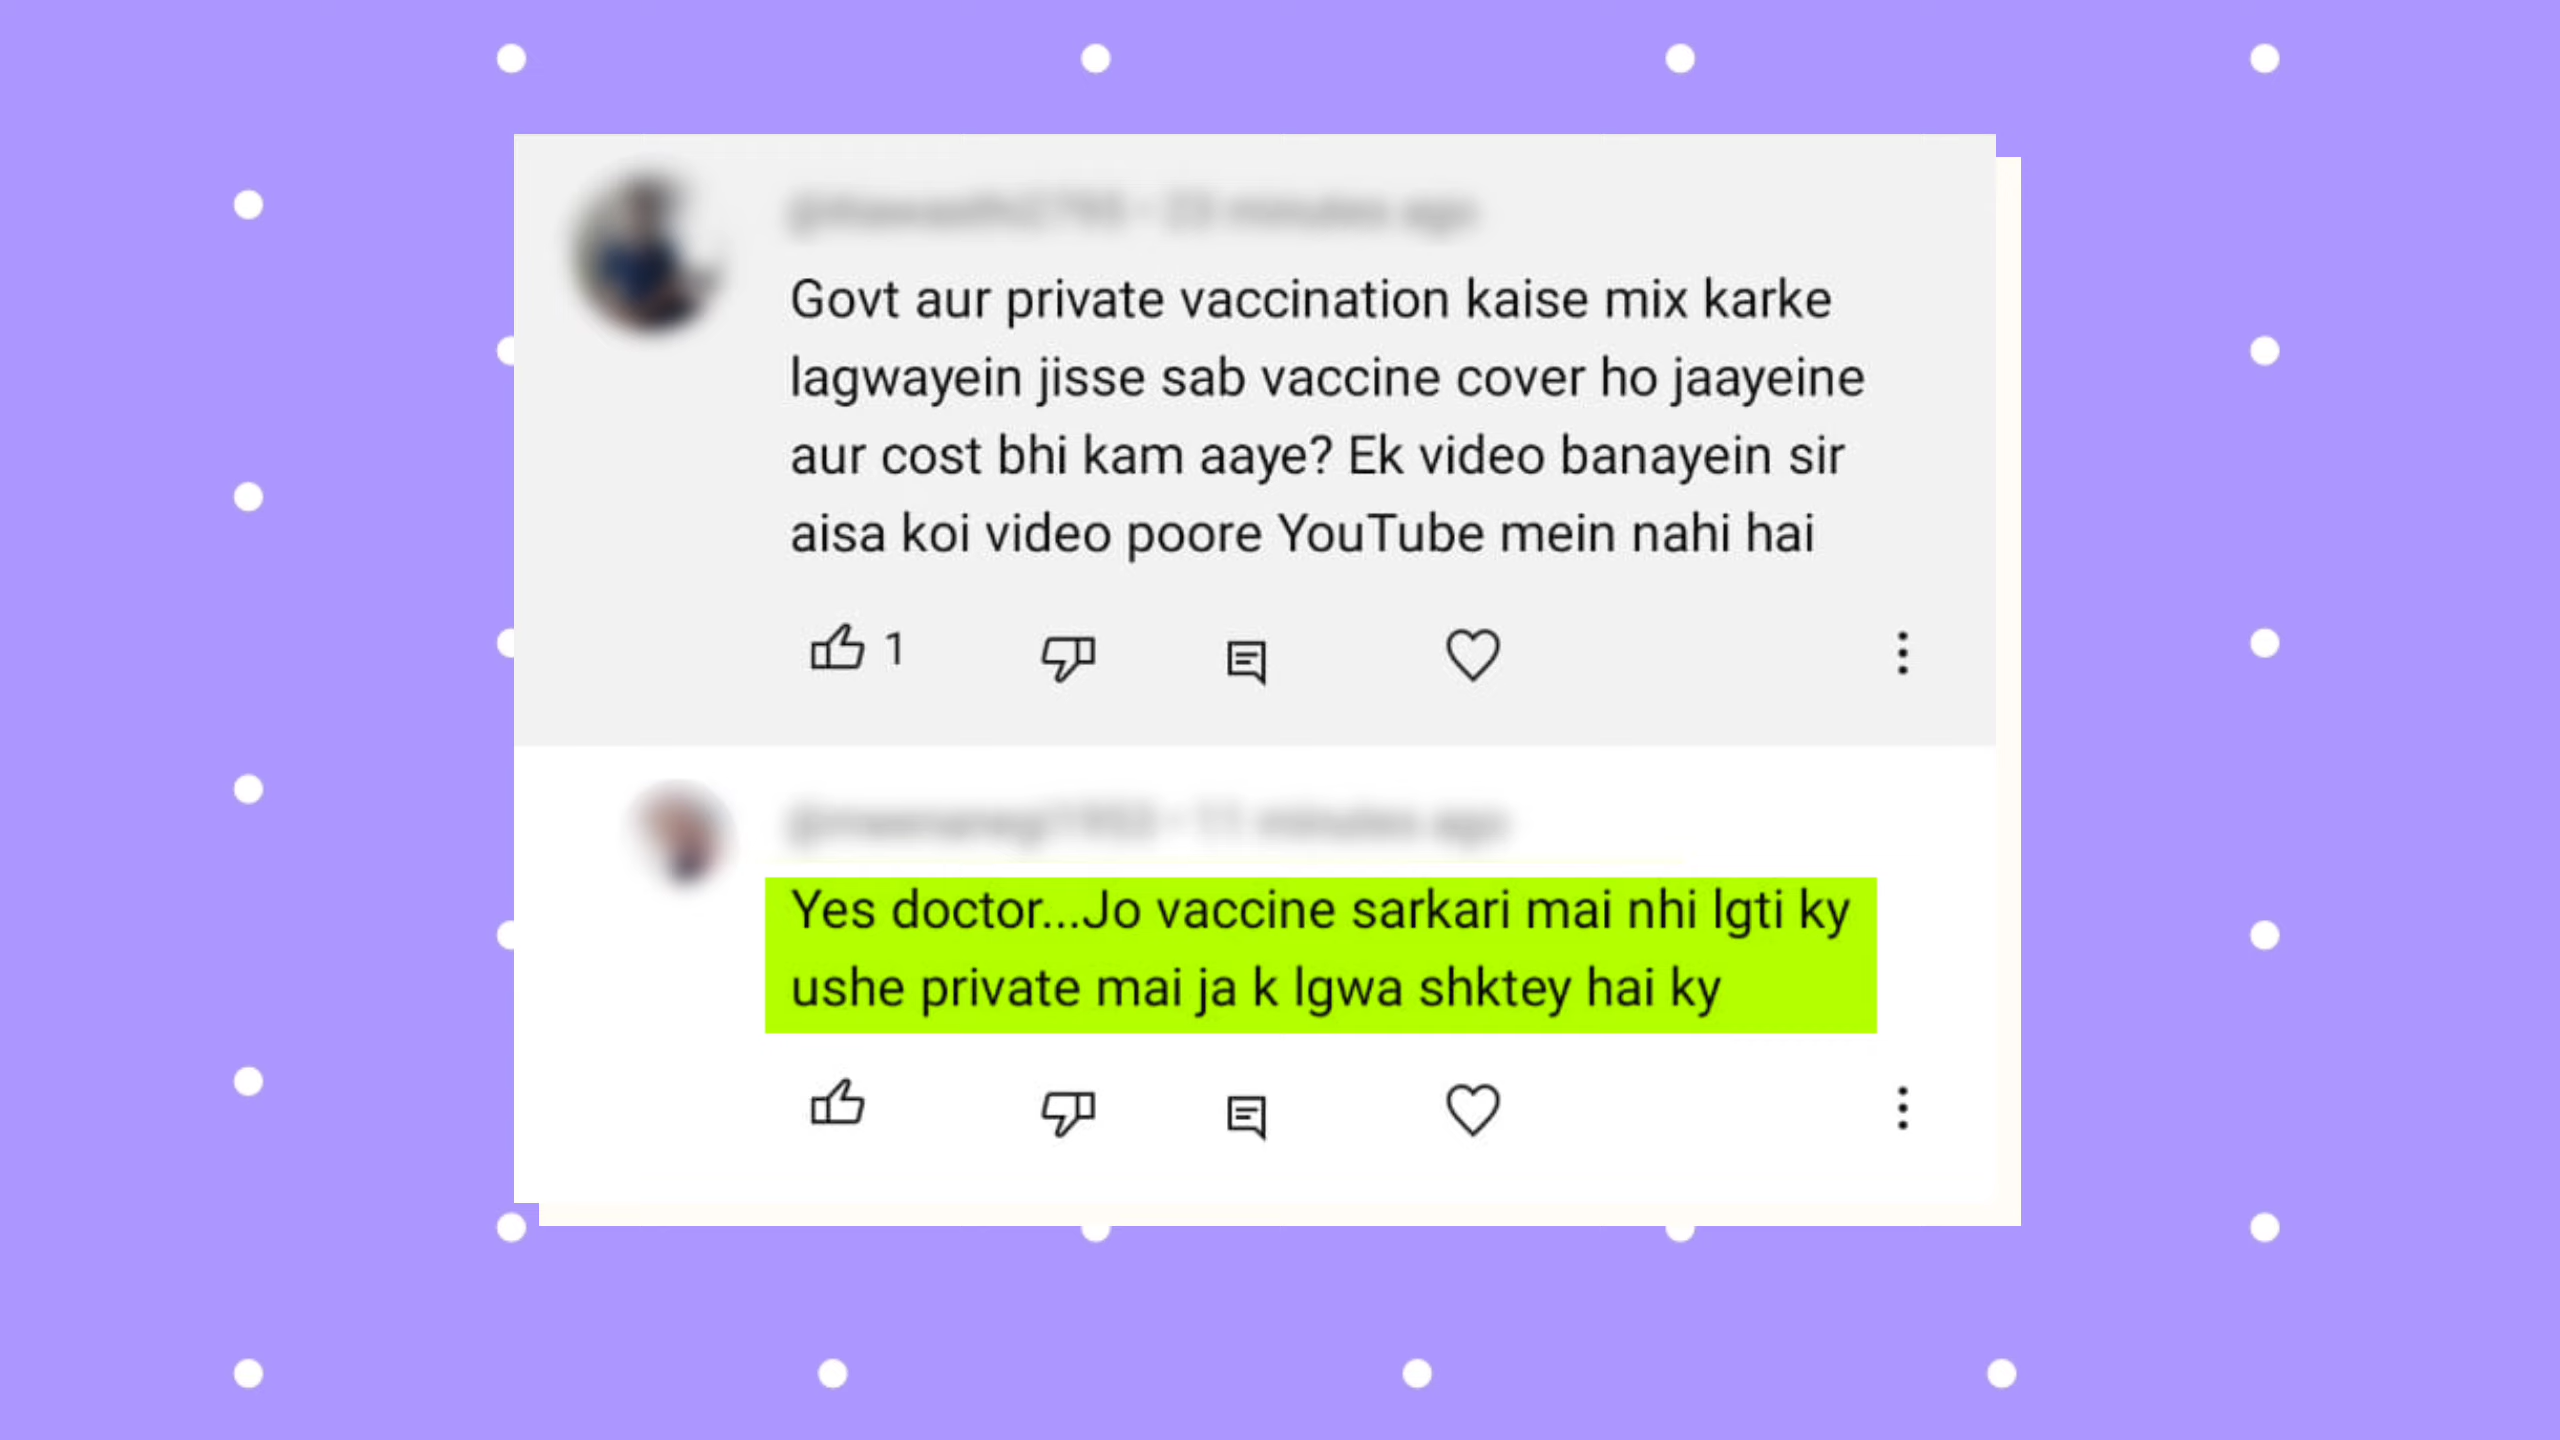 Govt aur private vaccination kaise mix karke
lagwayein jisse sab vaccine cover ho jaayeine
aur cost bhi kam aaye? Ek video banayein sir
aisa koi video poore YouTube mein nahi hai
1
Yes doctor...Jo vaccine sarkari mai nhi lgti ky
ushe private mai ja k lgwa shktey hai ky